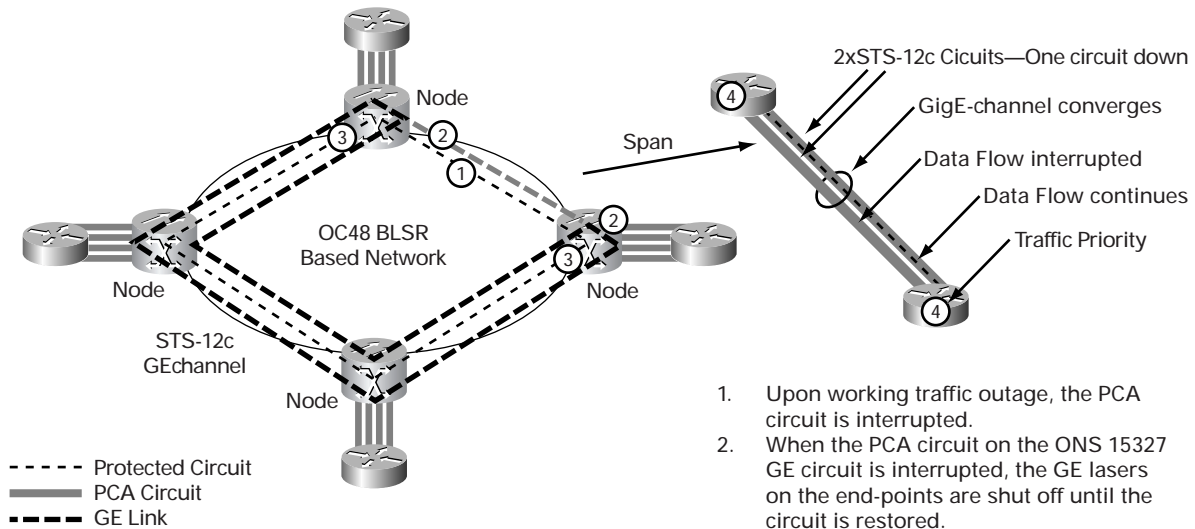 Node
3
2
1
OC48 BLSR
Based Network
2
3
Node
Node
STS-12c
GEchannel
Node
Protected Circuit
PCA Circuit
GE Link
Span
4
2xSTS-12c Cicuits—One circuit down
GigE-channel converges
Data Flow interrupted
Data Flow continues
Traffic Priority
4
1. Upon working traffic outage, the PCA
circuit is interrupted.
2. When the PCA circuit on the ONS 15327
GE circuit is interrupted, the GE lasers
on the end-points are shut off until the
circuit is restored.